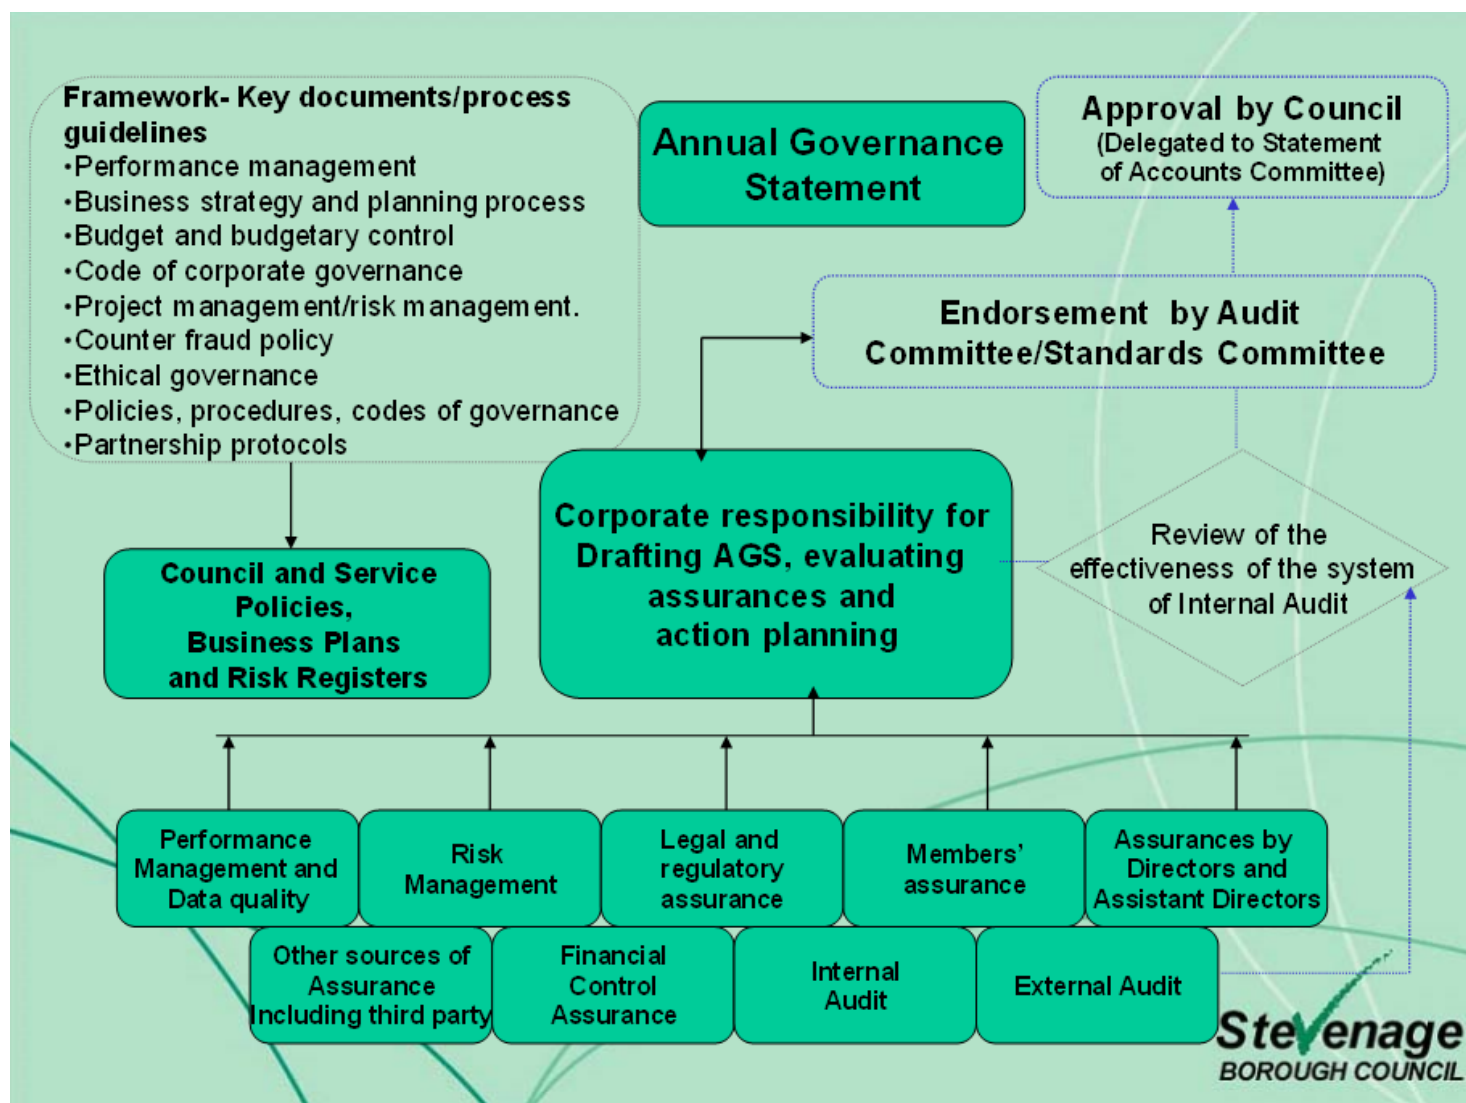 Framework- Key documents/process
guidelines
•Performance management
•Business strategy and planning process
•Budget and budgetary control
•Code of corporate governance
•Project management/risk management.
•Counter fraud policy
•Ethical governance
•Policies, procedures, codes of governance
•Partnership protocols
Annual Governance
Statement
Approval by Council
(Delegated to Statement
of Accounts Committee)
Endorsement by Audit
Committee/Standards Committee
Corporate responsibility for
Drafting AGS, evaluating
assurances and
action planning
Review of the
effectiveness of the system
of Internal Audit
Council and Service
Policies,
Business Plans
and Risk Registers
Performance
Management and
Data quality
Risk
Management
Legal and
regulatory
assurance
Members’
assurance
Assurances by
Directors and
Assistant Directors
Other sources of
Assurance
Including third party
Financial
Control
Assurance
Internal
Audit
External Audit
Stevenage
BOROUGH COUNCIL